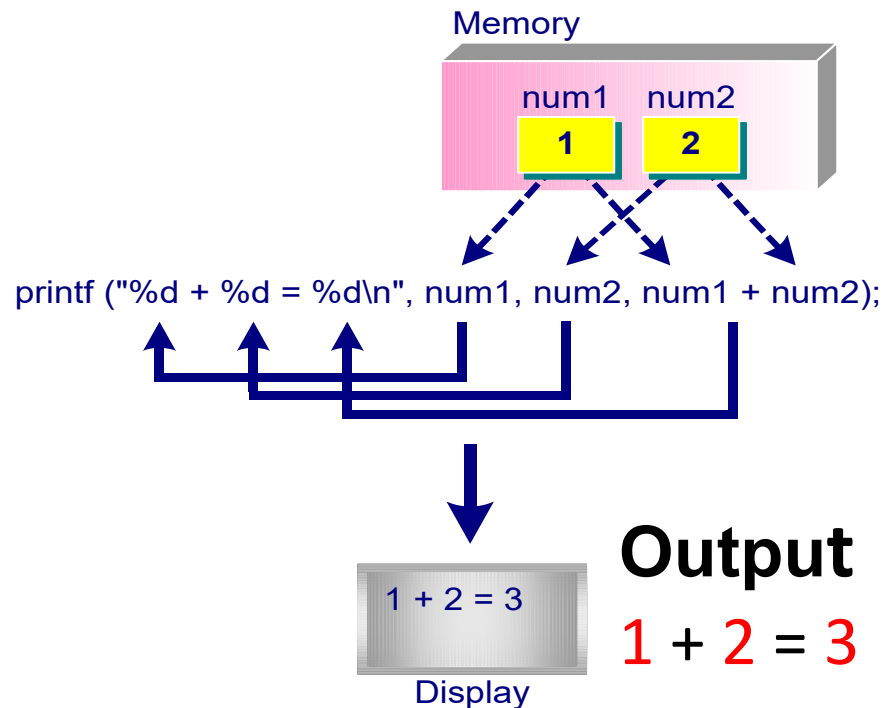 Memory
num1 num2
1 2
printf ("%d + %d = %d\n", num1, num2, num1 + num2);
Output
1 + 2 = 3
1 + 2 = 3
Display